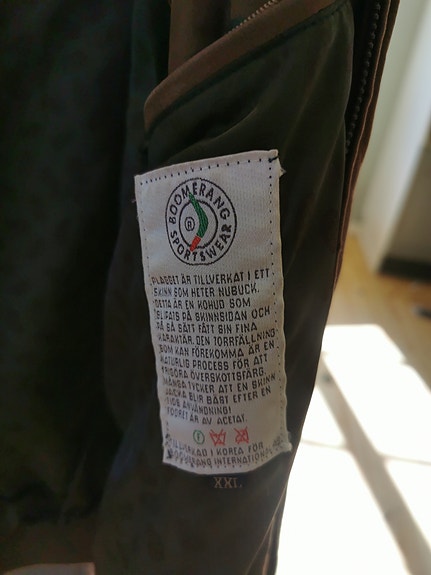 BOOMERANG
SPORTSWEAR
PLAGGET ÄR TILLVERKAT I ETT
SKINN SOM HETER NUBUCK.
DETTA ÄR EN KOHUD SOM
SLIPATS PÅ SKINNSIDAN OCH
PÅ SÅ SÄTT FÅTT SIN FINA
KARAKTÄR. DEN TORRFÄLLNING
SOM KAN FÖREKOMMA ÄR EN
NATURLIG PROCESS FÖR ATT
FRIGÖRA ÖVERSKOTTSFÄRG.
MÅNGA TYCKER ATT EN SKINN
JACKA BLIR BÄST EFTER EN
TIDS ANVÄNDNING!
FODRET ÄR AV ACETAT.
TILLVERKAD I KOREA FÖR
BOOMERANG INTERNATIONAL
XXL